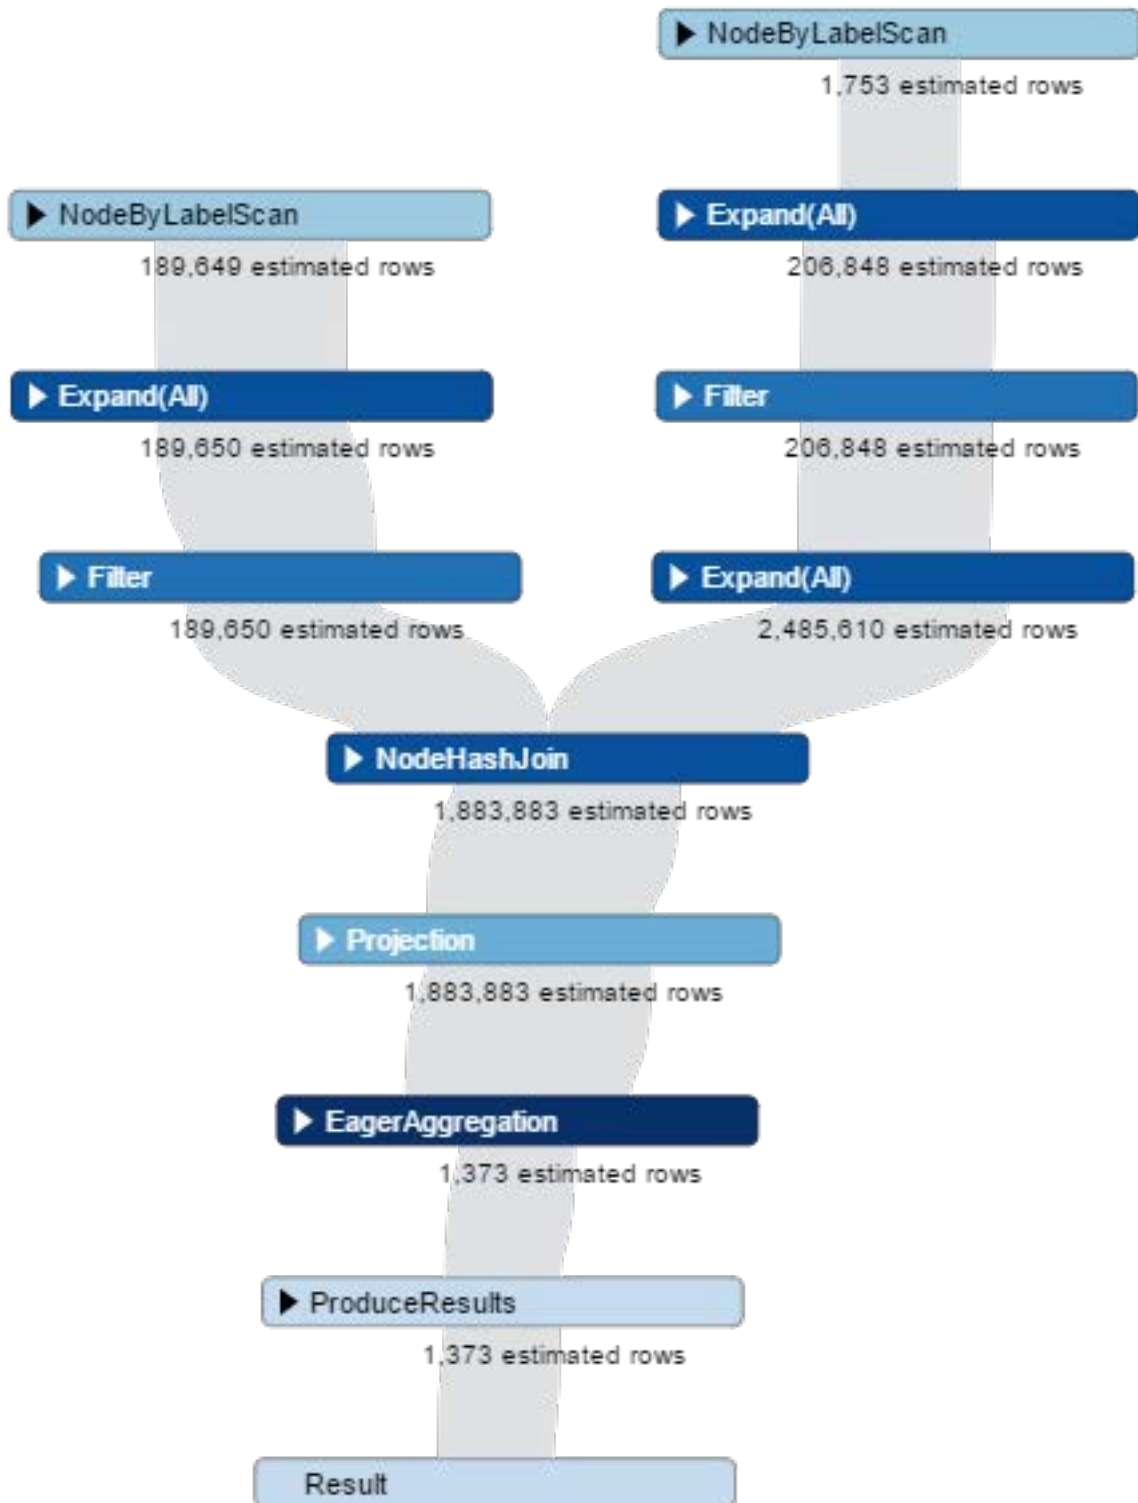 NodeByLabelScan
1,753 estimated rows
NodeByLabelScan
189,649 estimated rows
Expand(All)
206,848 estimated rows
Expand(All)
189,650 estimated rows
Filter
206,848 estimated rows
Filter
189,650 estimated rows
Expand(All)
2,485,610 estimated rows
NodeHashJoin
1,883,883 estimated rows
Projection
1,883,883 estimated rows
EagerAggregation
1,373 estimated rows
ProduceResults
1,373 estimated rows
Result